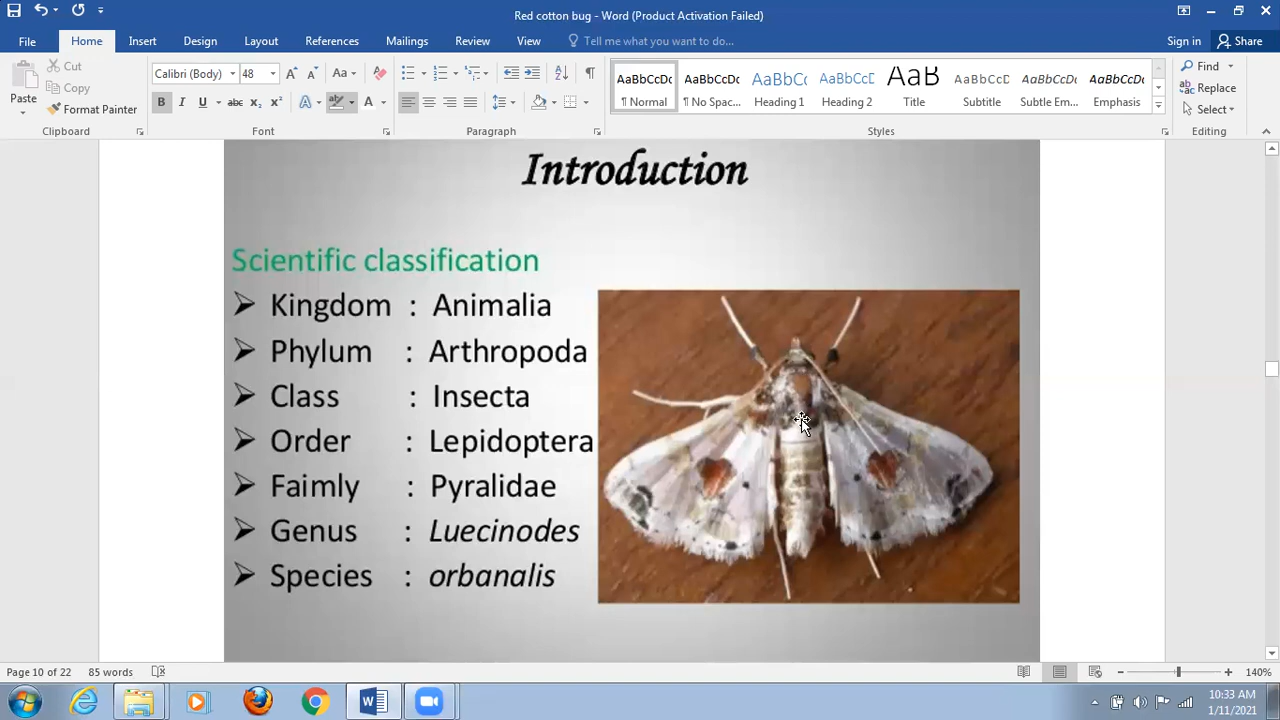 Red cotton bug - Word (Product Activation Failed)
File Home Insert Design Layout References Mailings Review View Tell me what you want to do... Sign in Share
Paste
Cut
Copy
Format Painter
Clipboard
Calibri (Body) 48
Font
Paragraph
AaBbCcDc AaBbCcDc AaBbCc AaBbCcD AaB AaBbCcD AaBbCcDc AaBbCcDc
¶ Normal ¶ No Spac... Heading 1 Heading 2 Title Subtitle Subtle Em... Emphasis
Styles
Find
Replace
Select
Editing
Introduction
Scientific classification
Kingdom : Animalia
Phylum : Arthropoda
Class : Insecta
Order : Lepidoptera
Faimly : Pyralidae
Genus : Luecinodes
Species : orbanalis
Page 10 of 22 85 words 140%
10:33 AM
1/11/2021